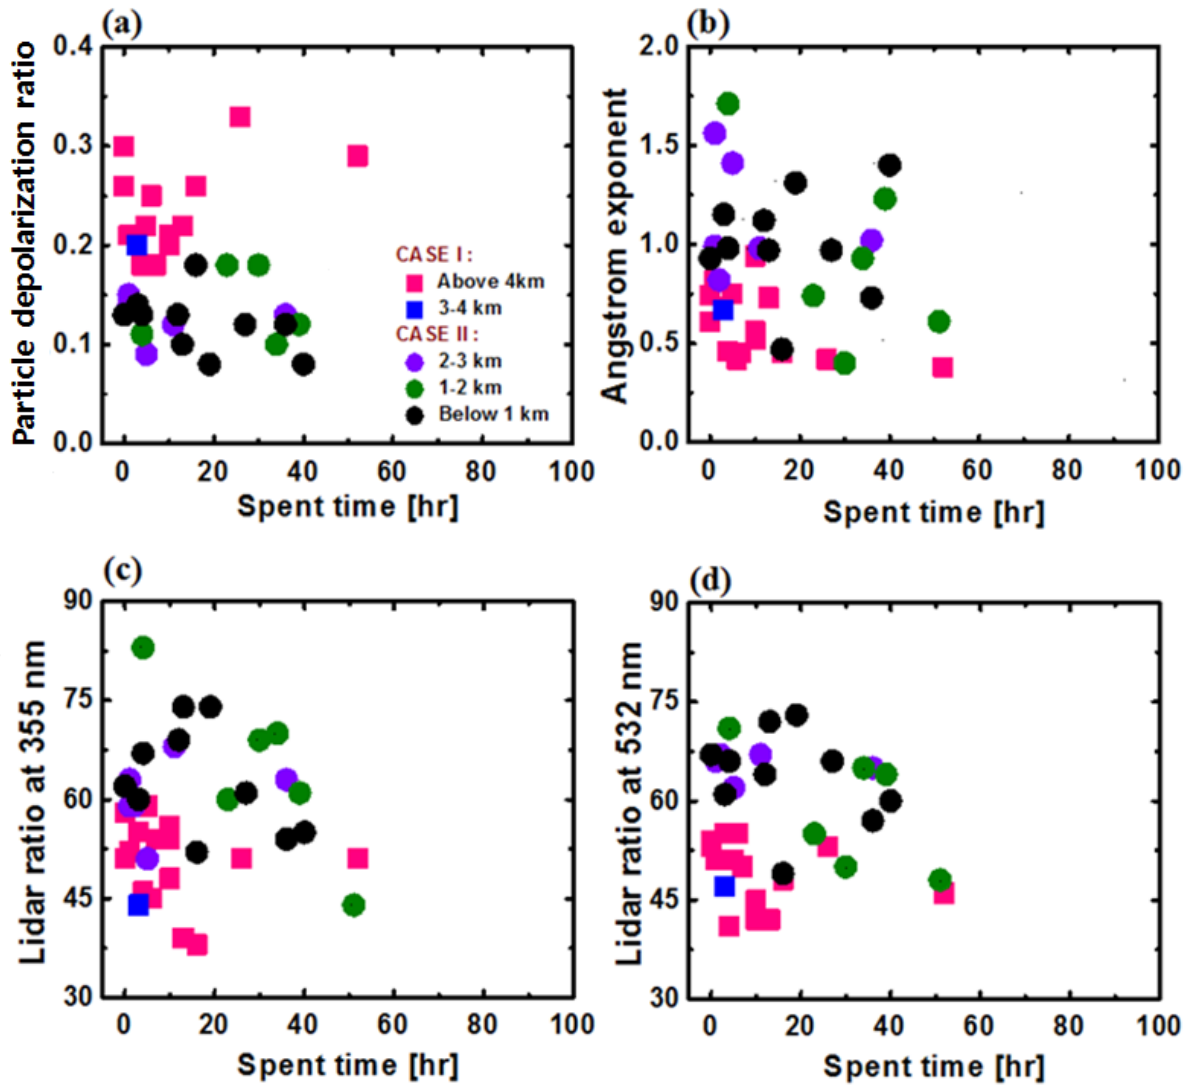 (a)
Particle depolarization ratio
0.4
0.3
0.2
0.1
0.0
CASE I :
Above 4km
3-4 km
CASE II :
2-3 km
1-2 km
Below 1 km
0 20 40 60 80 100
Spent time [hr]
(b)
Angstrom exponent
2.0
1.5
1.0
0.5
0.0
0 20 40 60 80 100
Spent time [hr]
(c)
Lidar ratio at 355 nm
90
75
60
45
30
0 20 40 60 80 100
Spent time [hr]
(d)
Lidar ratio at 532 nm
90
75
60
45
30
0 20 40 60 80 100
Spent time [hr]